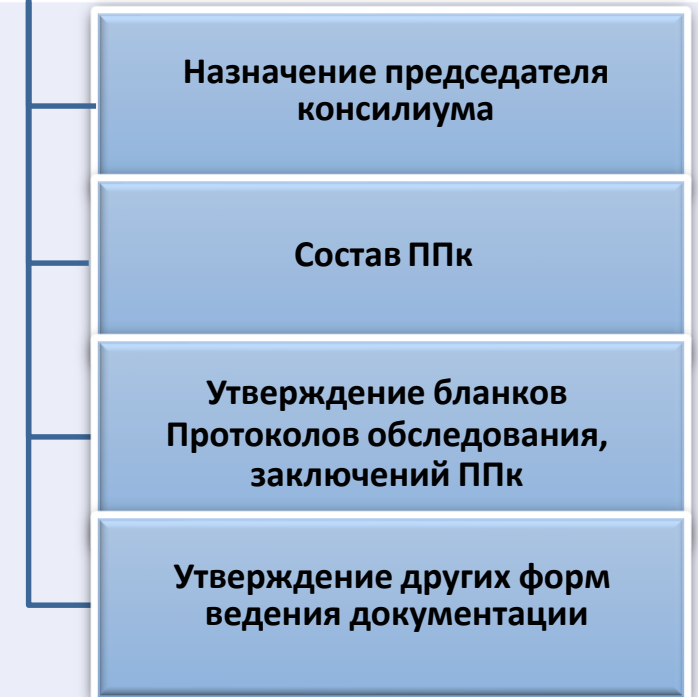 Назначение председателя
консилиума
Состав ППк
Утверждение бланков
Протоколов обследования,
заключений ППк
Утверждение других форм
ведения документации